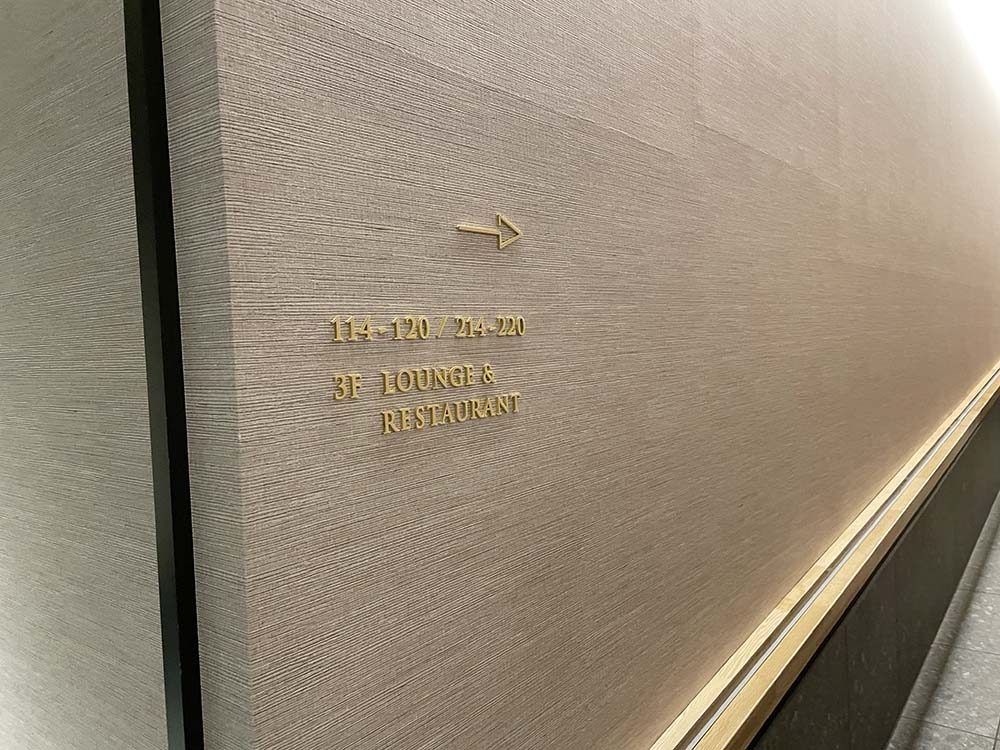 114-120 / 214-220
3F LOUNGE &
RESTAURANT